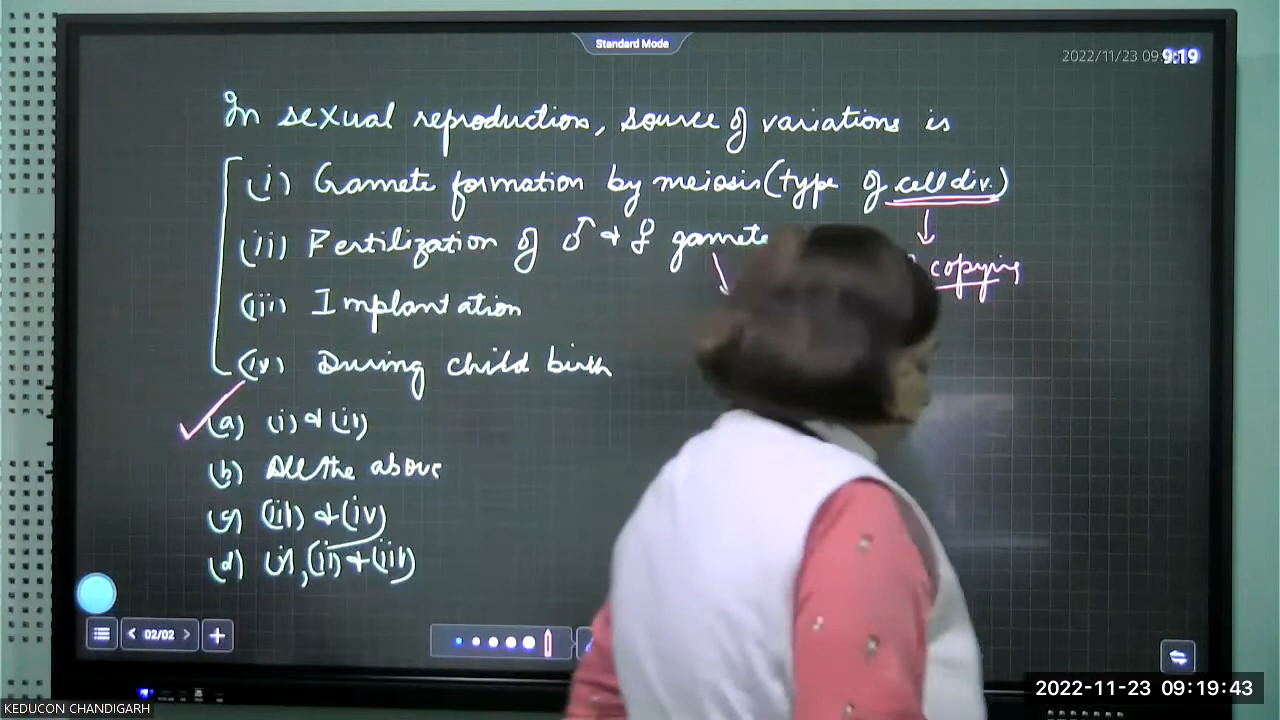 Standard Mode
2022/11/23 09: 9:19
In sexual reproduction, source of variations is
(i) Gamete formation by meiosis (type of cell div.)
(ii) Fertilization of ♂ & ♀ gamete
copying
(iii) Implantation
(iv) During child birth
(a) (i) & (ii)
(b) All the above
(c) (iii) & (iv)
(d) (i), (ii) & (iii)
02/02
KEDUCON CHANDIGARH
2022-11-23 09:19:43